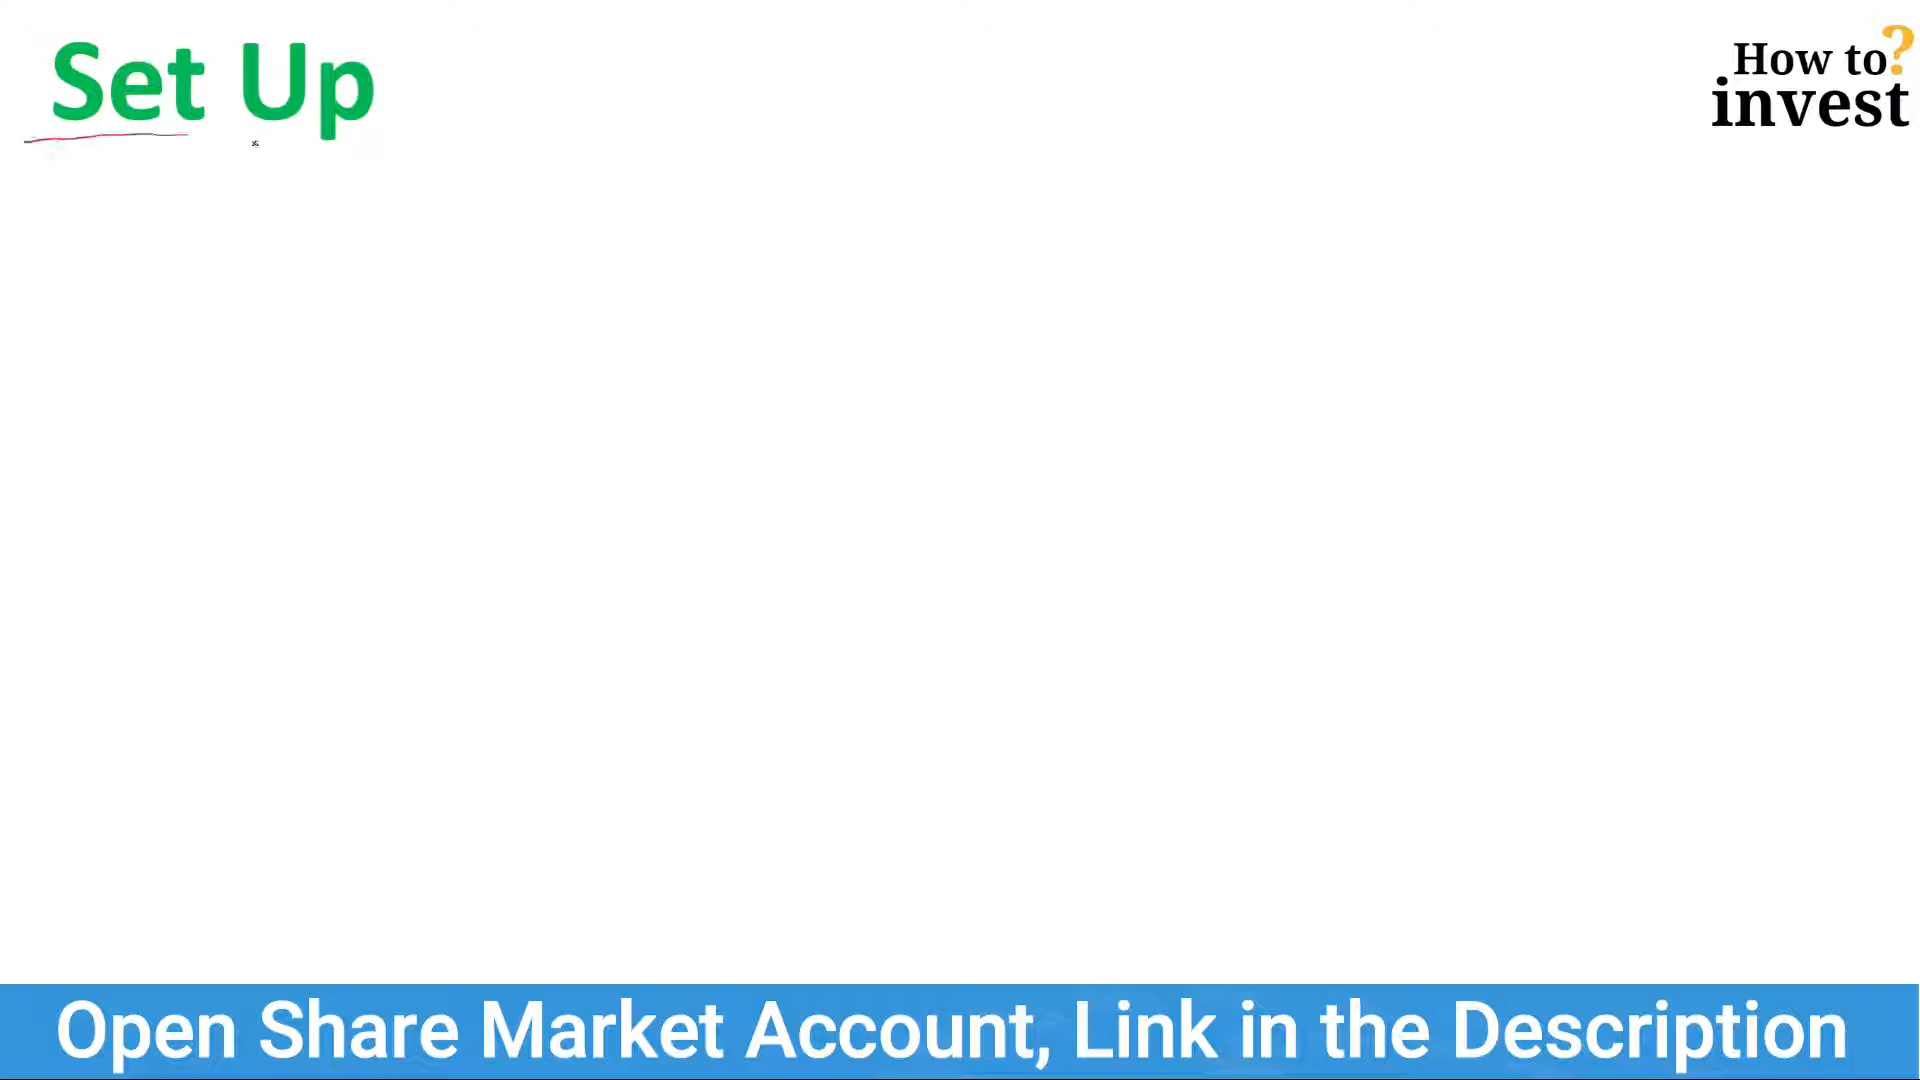 Set Up
How to?
invest
Open Share Market Account, Link in the Description